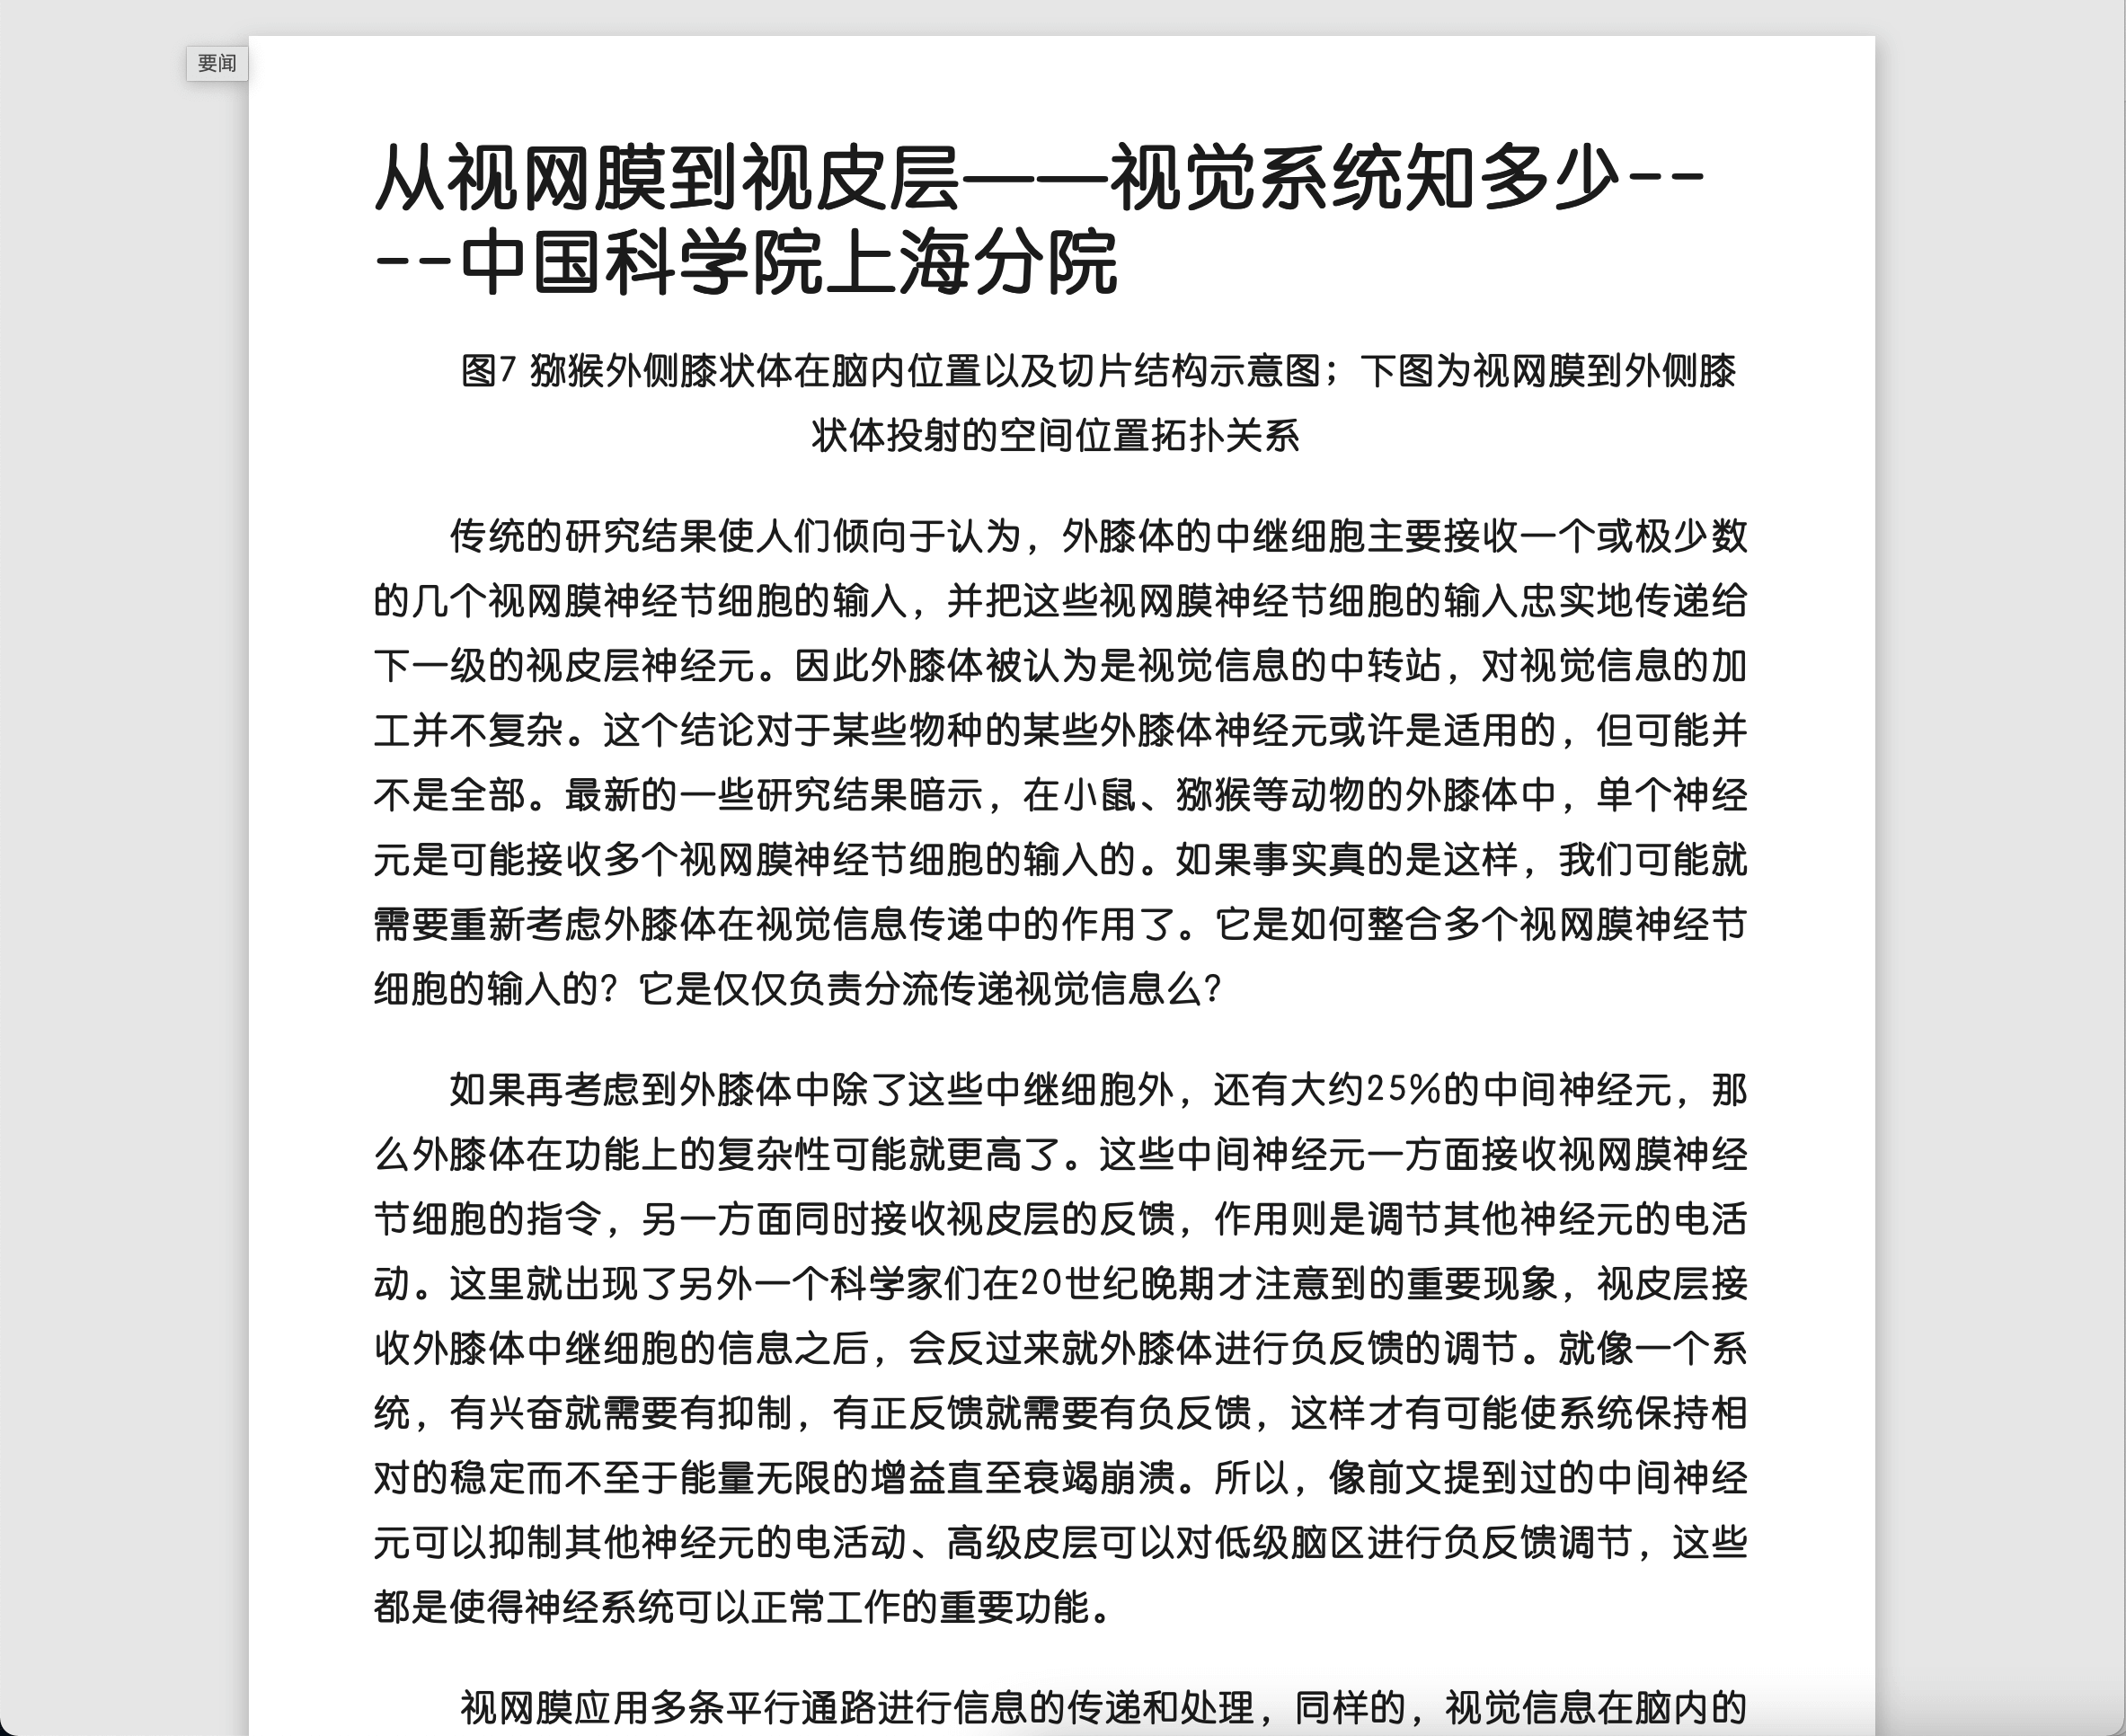 要闻
从视网膜到视皮层——视觉系统知多少--
--中国科学院上海分院
图7 猕猴外侧膝状体在脑内位置以及切片结构示意图；下图为视网膜到外侧膝
状体投射的空间位置拓扑关系
传统的研究结果使人们倾向于认为，外膝体的中继细胞主要接收一个或极少数
的几个视网膜神经节细胞的输入，并把这些视网膜神经节细胞的输入忠实地传递给
下一级的视皮层神经元。因此外膝体被认为是视觉信息的中转站，对视觉信息的加
工并不复杂。这个结论对于某些物种的某些外膝体神经元或许是适用的，但可能并
不是全部。最新的一些研究结果暗示，在小鼠、猕猴等动物的外膝体中，单个神经
元是可能接收多个视网膜神经节细胞的输入的。如果事实真的是这样，我们可能就
需要重新考虑外膝体在视觉信息传递中的作用了。它是如何整合多个视网膜神经节
细胞的输入的？它是仅仅负责分流传递视觉信息么？
如果再考虑到外膝体中除了这些中继细胞外，还有大约25%的中间神经元，那
么外膝体在功能上的复杂性可能就更高了。这些中间神经元一方面接收视网膜神经
节细胞的指令，另一方面同时接收视皮层的反馈，作用则是调节其他神经元的电活
动。这里就出现了另外一个科学家们在20世纪晚期才注意到的重要现象，视皮层接
收外膝体中继细胞的信息之后，会反过来就外膝体进行负反馈的调节。就像一个系
统，有兴奋就需要有抑制，有正反馈就需要有负反馈，这样才有可能使系统保持相
对的稳定而不至于能量无限的增益直至衰竭崩溃。所以，像前文提到过的中间神经
元可以抑制其他神经元的电活动、高级皮层可以对低级脑区进行负反馈调节，这些
都是使得神经系统可以正常工作的重要功能。
视网膜应用多条平行通路进行信息的传递和处理，同样的，视觉信息在脑内的